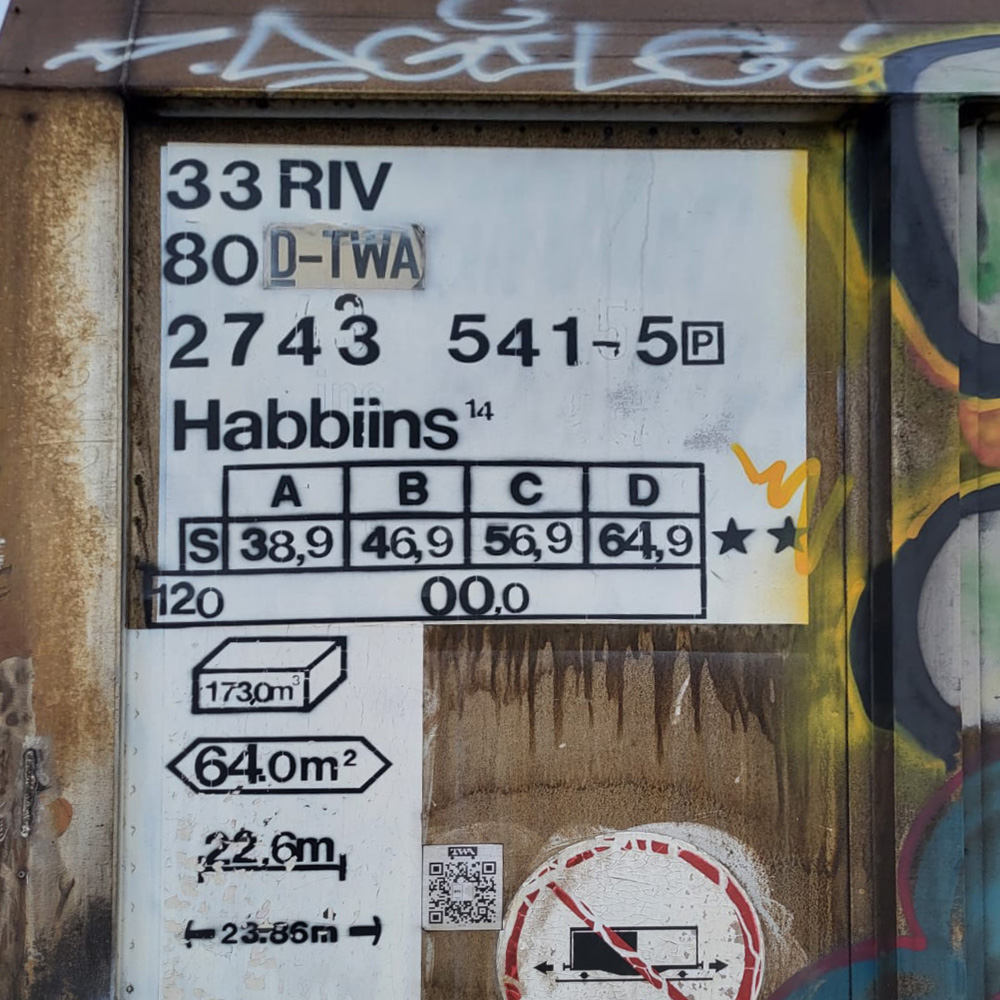 33 RIV
80 D-TWA
2743 541-5 P
Habbiins 14
A B C D
S 38,9 46,9 56,9 64,9 ★★
120 00,0
173,0m³
64.0m²
22,6m
23.86m
TWA